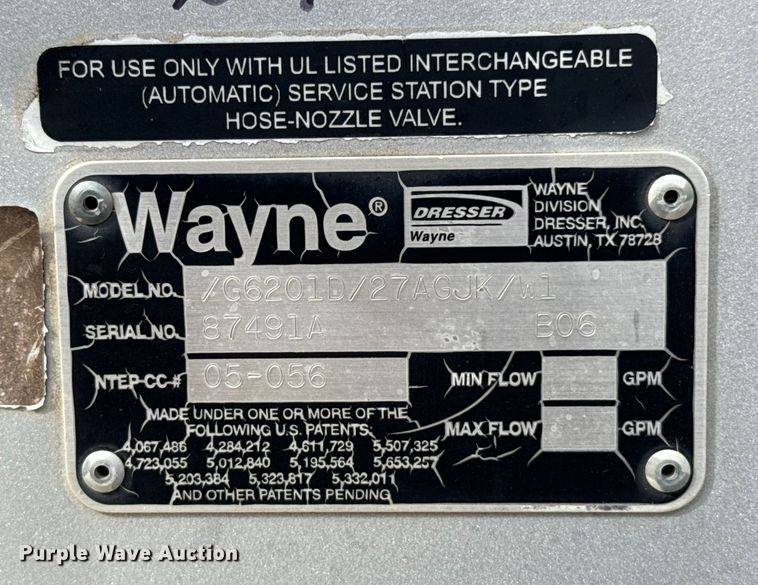 FOR USE ONLY WITH UL LISTED INTERCHANGEABLE
(AUTOMATIC) SERVICE STATION TYPE
HOSE-NOZZLE VALVE.
Wayne®
DRESSER
Wayne
WAYNE
DIVISION
DRESSER, INC.
AUSTIN, TX 78728
MODEL NO. /G6201D/27AGJK/W1
SERIAL NO. 87491A B06
NTEP-CC-# 05-056
MIN FLOW GPM
MAX FLOW GPM
MADE UNDER ONE OR MORE OF THE
FOLLOWING U.S. PATENTS:
4,067,486 4,284,212 4,611,729 5,507,325
4,723,055 5,012,840 5,195,564 5,653,257
5,203,384 5,323,817 5,332,011
AND OTHER PATENTS PENDING
Purple Wave Auction